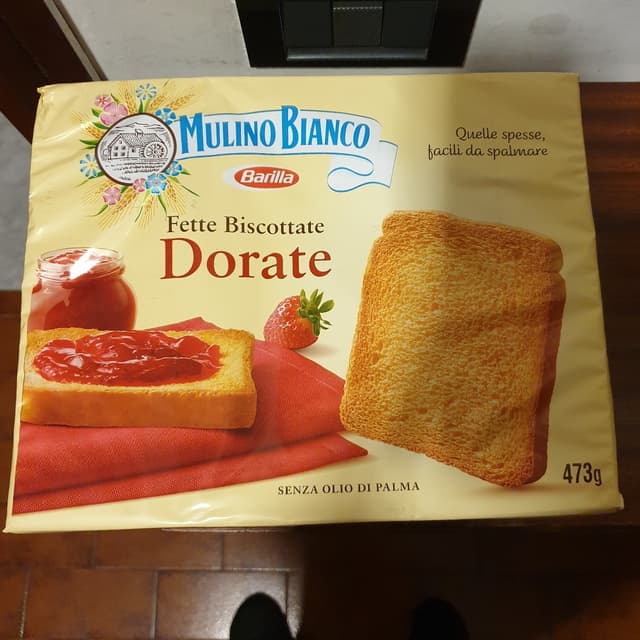 MULINO BIANCO
Barilla
Quelle spesse,
facili da spalmare
Fette Biscottate
Dorate
SENZA OLIO DI PALMA
473g